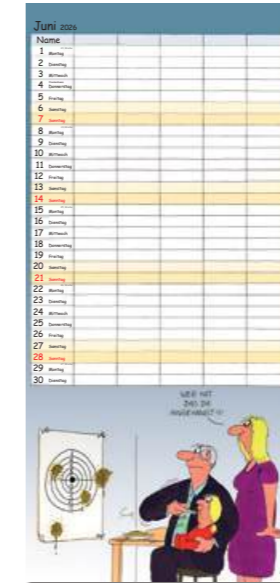 Juni 2026
Name
1 Montag
2 Dienstag
3 Mittwoch
4 Donnerstag
5 Freitag
6 Samstag
7 Sonntag
8 Montag
9 Dienstag
10 Mittwoch
11 Donnerstag
12 Freitag
13 Samstag
14 Sonntag
15 Montag
16 Dienstag
17 Mittwoch
18 Donnerstag
19 Freitag
20 Samstag
21 Sonntag
22 Montag
23 Dienstag
24 Mittwoch
25 Donnerstag
26 Freitag
27 Samstag
28 Sonntag
29 Montag
30 Dienstag
WER HAT
DAS DA
ANGENAGELT